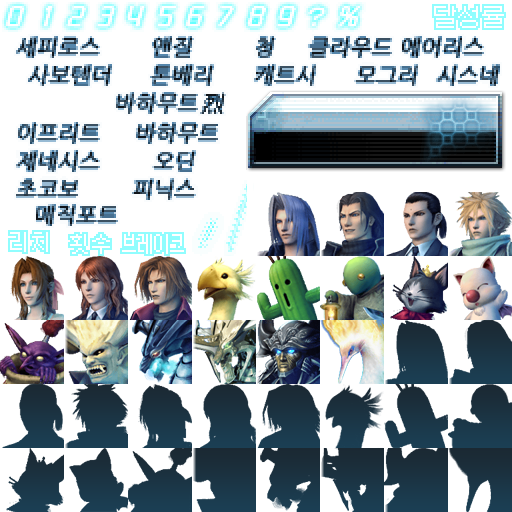 0 1 2 3 4 5 6 7 8 9 ? % 달성률
세피로스 앤질 청 클라우드 에어리스
사보텐더 톤베리 캐트시 모그리 시스네
바하무트烈
이프리트 바하무트
제네시스 오딘
초코보 피닉스
매직포트
리치 횟수 브레이크 /